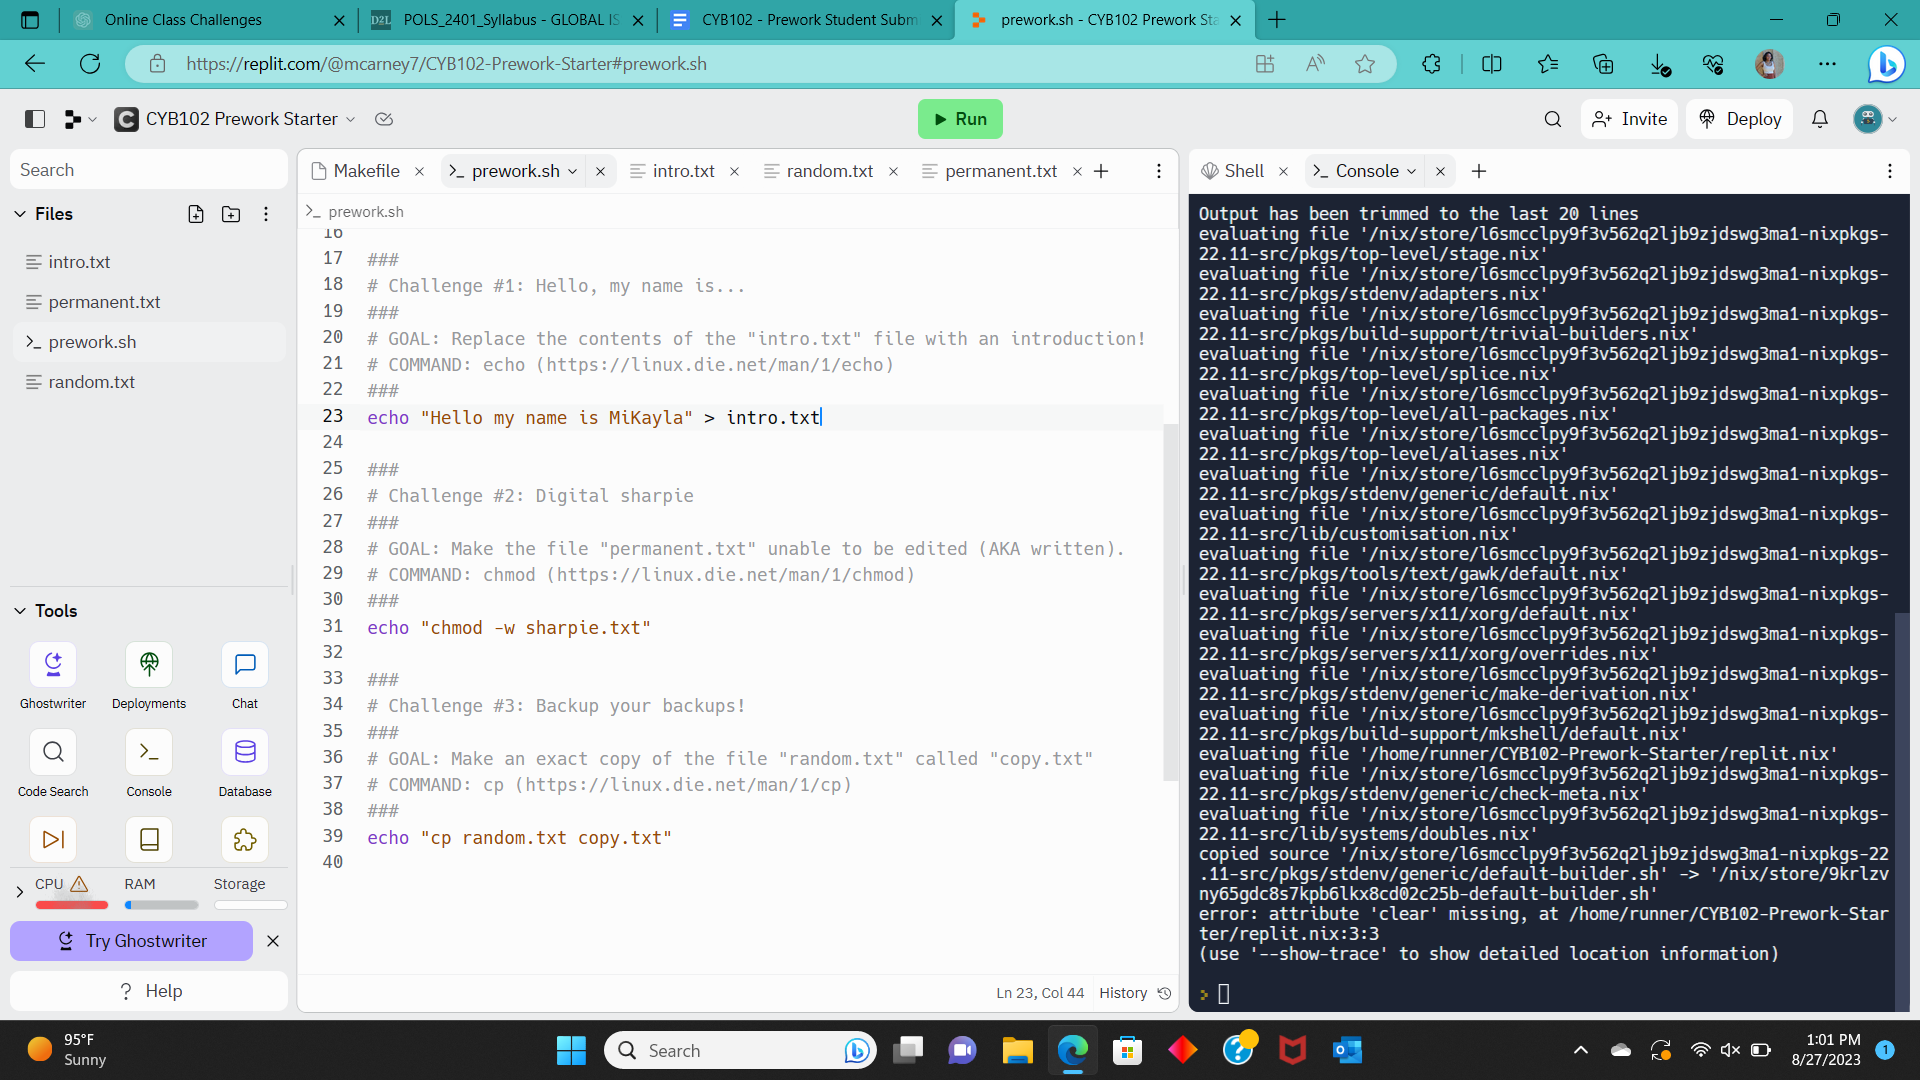 Online Class Challenges
POLS_2401_Syllabus - GLOBAL IS
CYB102 - Prework Student Subm
prework.sh - CYB102 Prework Sta
https://replit.com/@mcarney7/CYB102-Prework-Starter#prework.sh
CYB102 Prework Starter
Run
Invite
Deploy
Search
Files
intro.txt
permanent.txt
prework.sh
random.txt
Tools
Ghostwriter
Deployments
Chat
Code Search
Console
Database
CPU
RAM
Storage
Try Ghostwriter
? Help
Makefile
prework.sh
intro.txt
random.txt
permanent.txt
prework.sh
16
17 ###
18 # Challenge #1: Hello, my name is...
19 ###
20 # GOAL: Replace the contents of the "intro.txt" file with an introduction!
21 # COMMAND: echo (https://linux.die.net/man/1/echo)
22 ###
23 echo "Hello my name is MiKayla" > intro.txt
24
25 ###
26 # Challenge #2: Digital sharpie
27 ###
28 # GOAL: Make the file "permanent.txt" unable to be edited (AKA written).
29 # COMMAND: chmod (https://linux.die.net/man/1/chmod)
30 ###
31 echo "chmod -w sharpie.txt"
32
33 ###
34 # Challenge #3: Backup your backups!
35 ###
36 # GOAL: Make an exact copy of the file "random.txt" called "copy.txt"
37 # COMMAND: cp (https://linux.die.net/man/1/cp)
38 ###
39 echo "cp random.txt copy.txt"
40
Ln 23, Col 44 History
Shell
Console
Output has been trimmed to the last 20 lines
evaluating file '/nix/store/l6smcclpy9f3v562q2ljb9zjdswg3ma1-nixpkgs-
22.11-src/pkgs/top-level/stage.nix'
evaluating file '/nix/store/l6smcclpy9f3v562q2ljb9zjdswg3ma1-nixpkgs-
22.11-src/pkgs/stdenv/adapters.nix'
evaluating file '/nix/store/l6smcclpy9f3v562q2ljb9zjdswg3ma1-nixpkgs-
22.11-src/pkgs/build-support/trivial-builders.nix'
evaluating file '/nix/store/l6smcclpy9f3v562q2ljb9zjdswg3ma1-nixpkgs-
22.11-src/pkgs/top-level/splice.nix'
evaluating file '/nix/store/l6smcclpy9f3v562q2ljb9zjdswg3ma1-nixpkgs-
22.11-src/pkgs/top-level/all-packages.nix'
evaluating file '/nix/store/l6smcclpy9f3v562q2ljb9zjdswg3ma1-nixpkgs-
22.11-src/pkgs/top-level/aliases.nix'
evaluating file '/nix/store/l6smcclpy9f3v562q2ljb9zjdswg3ma1-nixpkgs-
22.11-src/pkgs/stdenv/generic/default.nix'
evaluating file '/nix/store/l6smcclpy9f3v562q2ljb9zjdswg3ma1-nixpkgs-
22.11-src/lib/customisation.nix'
evaluating file '/nix/store/l6smcclpy9f3v562q2ljb9zjdswg3ma1-nixpkgs-
22.11-src/pkgs/tools/text/gawk/default.nix'
evaluating file '/nix/store/l6smcclpy9f3v562q2ljb9zjdswg3ma1-nixpkgs-
22.11-src/pkgs/servers/x11/xorg/default.nix'
evaluating file '/nix/store/l6smcclpy9f3v562q2ljb9zjdswg3ma1-nixpkgs-
22.11-src/pkgs/servers/x11/xorg/overrides.nix'
evaluating file '/nix/store/l6smcclpy9f3v562q2ljb9zjdswg3ma1-nixpkgs-
22.11-src/pkgs/stdenv/generic/make-derivation.nix'
evaluating file '/nix/store/l6smcclpy9f3v562q2ljb9zjdswg3ma1-nixpkgs-
22.11-src/pkgs/build-support/mkshell/default.nix'
evaluating file '/home/runner/CYB102-Prework-Starter/replit.nix'
evaluating file '/nix/store/l6smcclpy9f3v562q2ljb9zjdswg3ma1-nixpkgs-
22.11-src/pkgs/stdenv/generic/check-meta.nix'
evaluating file '/nix/store/l6smcclpy9f3v562q2ljb9zjdswg3ma1-nixpkgs-
22.11-src/lib/systems/doubles.nix'
copied source '/nix/store/l6smcclpy9f3v562q2ljb9zjdswg3ma1-nixpkgs-22
.11-src/pkgs/stdenv/generic/default-builder.sh' -> '/nix/store/9krlzv
ny65gdc8s7kpb6lkx8cd02c25b-default-builder.sh'
error: attribute 'clear' missing, at /home/runner/CYB102-Prework-Star
ter/replit.nix:3:3
(use '--show-trace' to show detailed location information)
95°F
Sunny
Search
1:01 PM
8/27/2023
1